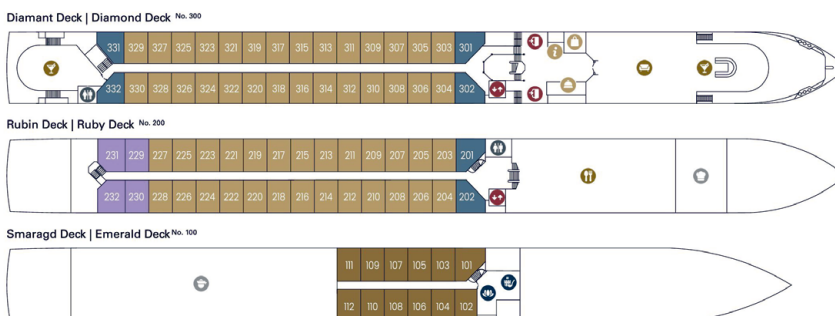 Diamant Deck | Diamond Deck No. 300
331 329 327 325 323 321 319 317 315 313 311 309 307 305 303 301
332 330 328 326 324 322 320 318 316 314 312 310 308 306 304 302
Rubin Deck | Ruby Deck No. 200
231 229 227 225 223 221 219 217 215 213 211 209 207 205 203 201
232 230 228 226 224 222 220 218 216 214 212 210 208 206 204 202
Smaragd Deck | Emerald Deck No. 100
111 109 107 105 103 101
112 110 108 106 104 102